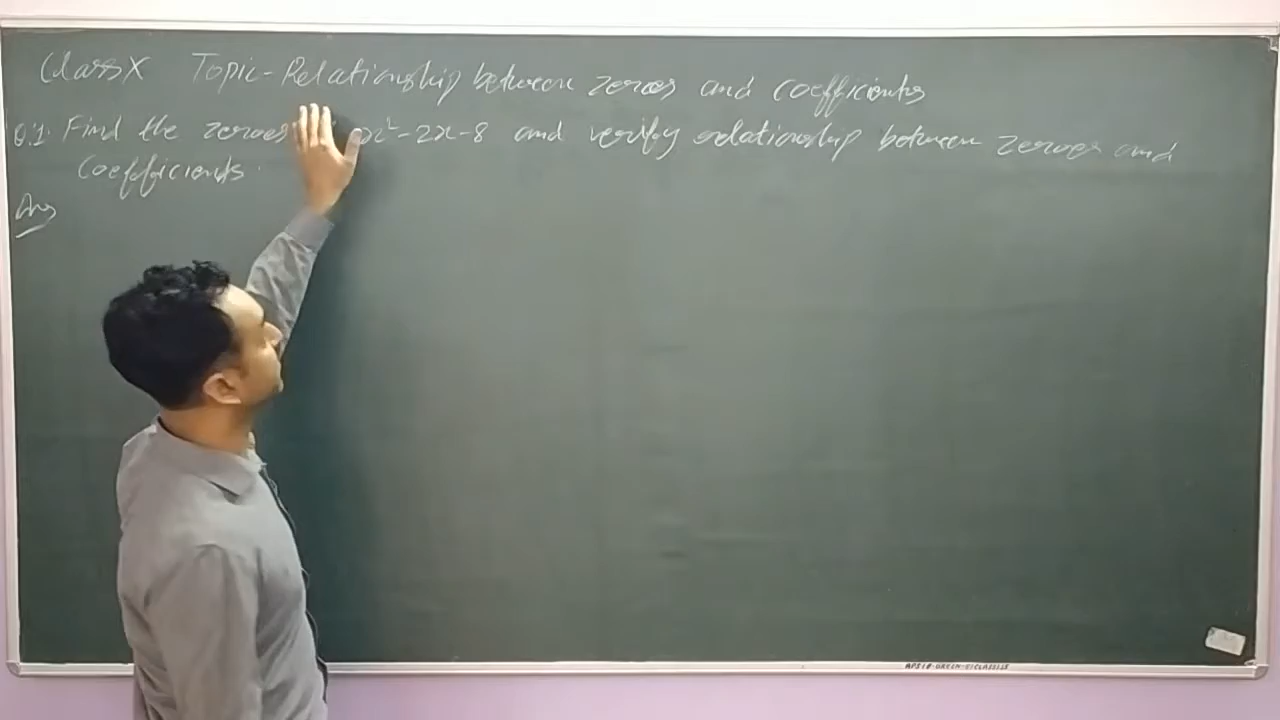 Class X Topic - Relationship between zeroes and coefficients
Q.1. Find the zeroes x²-2x-8 and verify relationship between zeroes and
coefficients.
Ans